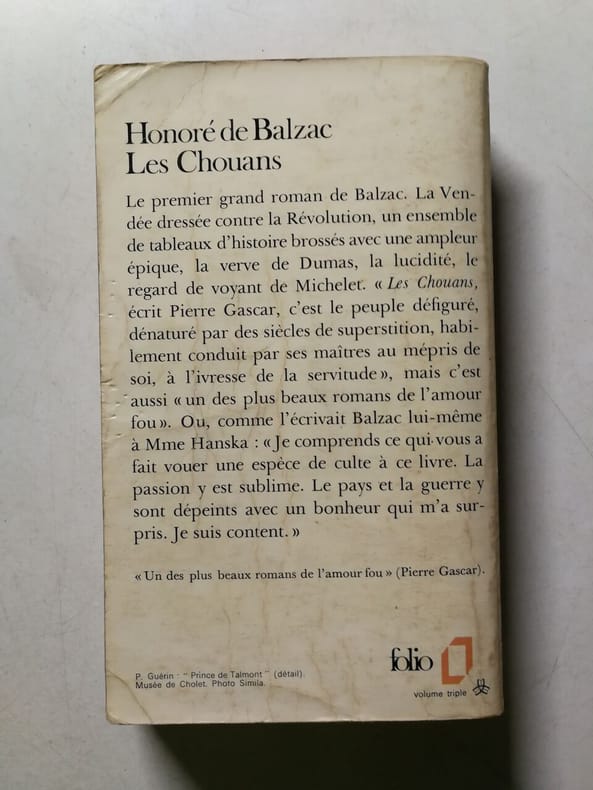 Honoré de Balzac
Les Chouans
Le premier grand roman de Balzac. La Ven-
dée dressée contre la Révolution, un ensemble
de tableaux d'histoire brossés avec une ampleur
épique, la verve de Dumas, la lucidité, le
regard de voyant de Michelet. « Les Chouans,
écrit Pierre Gascar, c'est le peuple défiguré,
dénaturé par des siècles de superstition, habi-
lement conduit par ses maîtres au mépris de
soi, à l'ivresse de la servitude », mais c'est
aussi « un des plus beaux romans de l'amour
fou ». Ou, comme l'écrivait Balzac lui-même
à Mme Hanska : « Je comprends ce qui vous a
fait vouer une espèce de culte à ce livre. La
passion y est sublime. Le pays et la guerre y
sont dépeints avec un bonheur qui m'a sur-
pris. Je suis content. »
« Un des plus beaux romans de l'amour fou » (Pierre Gascar).
folio
volume triple
P. Guérin : " Prince de Talmont " (détail).
Musée de Cholet. Photo Simila.